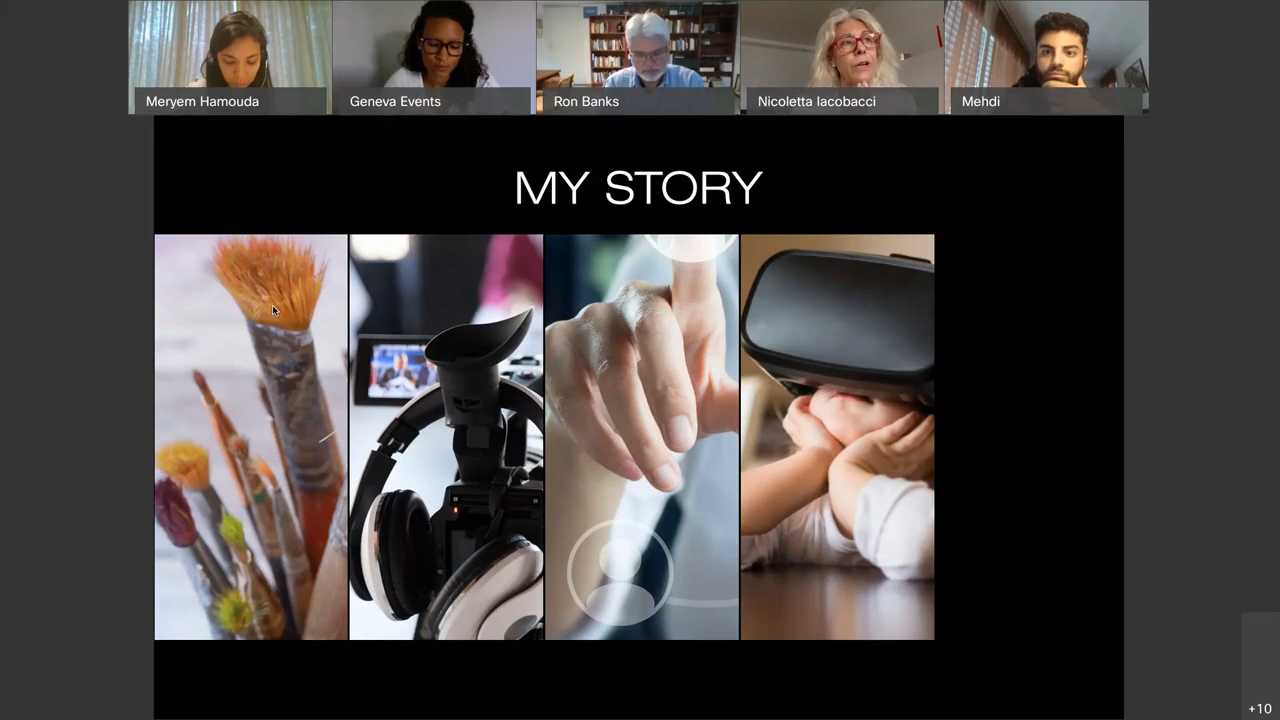 Meryem Hamouda
Geneva Events
Ron Banks
Nicoletta Iacobacci
Mehdi
MY STORY
+10